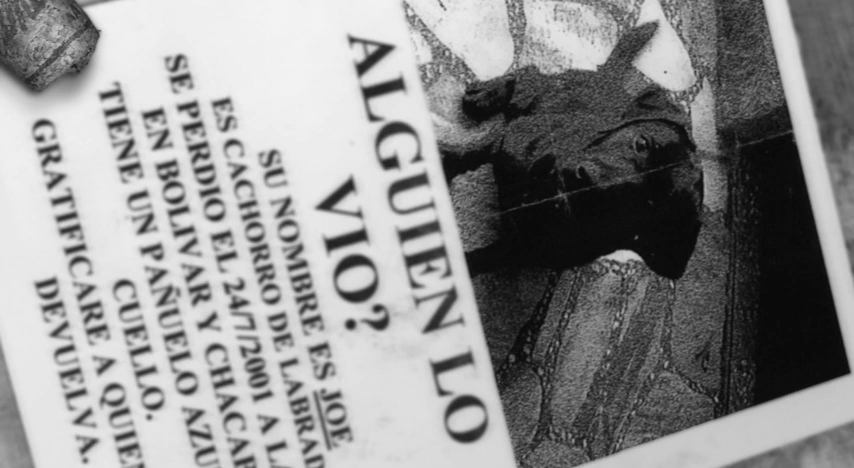 ALGUIEN LO
VIO?
SU NOMBRE ES JOE
ES CACHORRO DE LABRAD
SE PERDIO EL 24/7/2001 A LA
EN BOLIVAR Y CHACAR
TIENE UN PAÑUELO AZU
CUELLO.
GRATIFICARE A QUIEN
DEVUELVA.